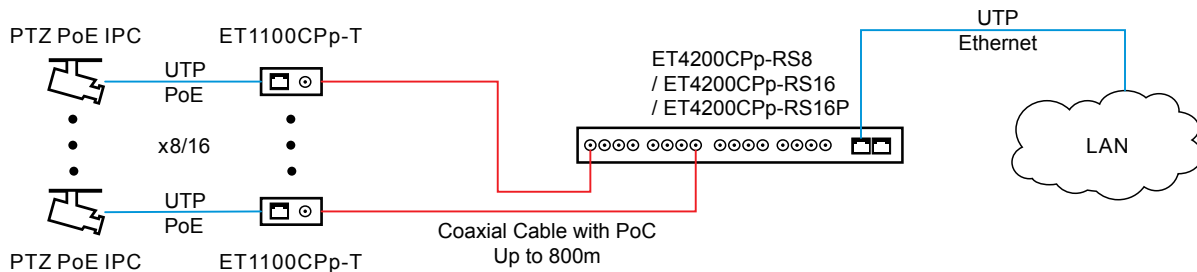 PTZ PoE IPC
ET1100CPp-T
UTP
PoE
x8/16
UTP
PoE
PTZ PoE IPC
ET1100CPp-T
ET4200CPp-RS8
/ ET4200CPp-RS16
/ ET4200CPp-RS16P
Coaxial Cable with PoC
Up to 800m
UTP
Ethernet
LAN